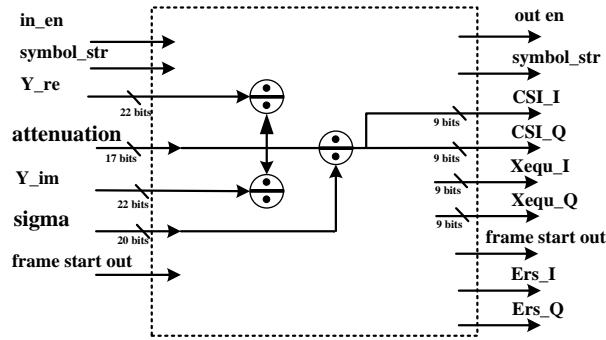 in_en
symbol_str
Y_re
22 bits
attenuation
17 bits
Y_im
22 bits
sigma
20 bits
frame start out
out en
symbol_str
CSI_I
9 bits
CSI_Q
9 bits
Xequ_I
9 bits
Xequ_Q
9 bits
frame start out
Ers_I
Ers_Q